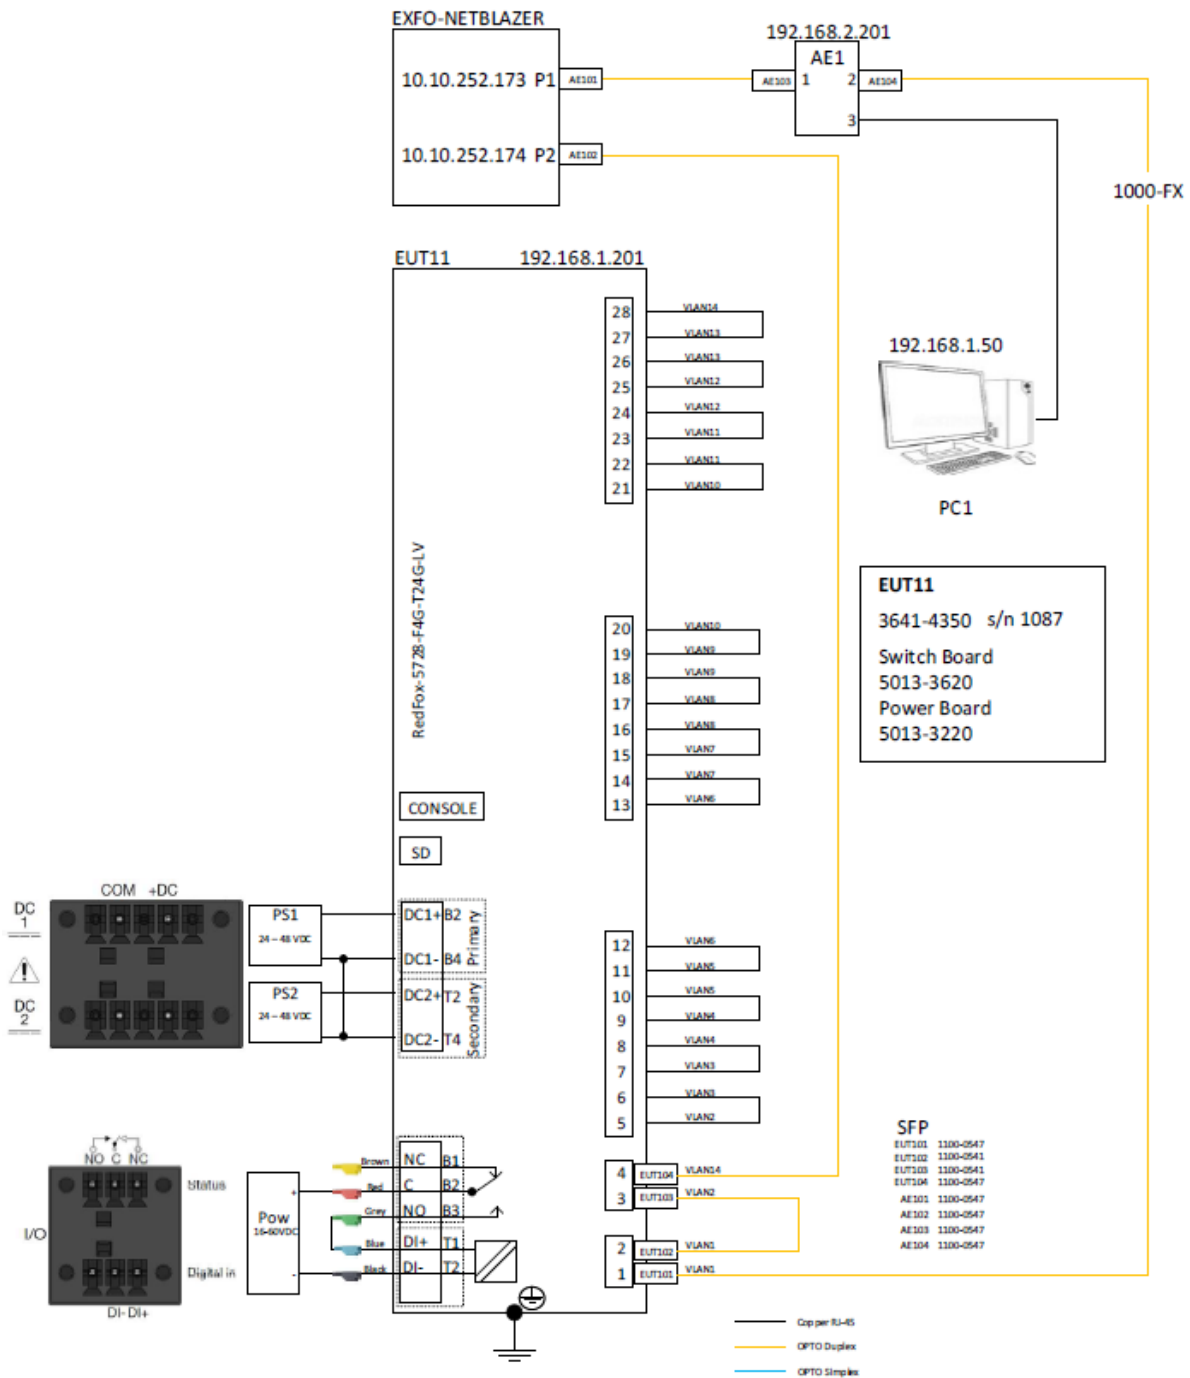 EXFO-NETBLAZER
10.10.252.173 P1 AE101
10.10.252.174 P2 AE102
192.168.2.201
AE1
AE103 1 2 AE104
3
1000-FX
EUT11 192.168.1.201
28 VLAN14
27 VLAN13
26 VLAN13
25 VLAN12
24 VLAN12
23 VLAN11
22 VLAN11
21 VLAN10
192.168.1.50
PC1
RedFox-5728-F4G-T24G-LV
EUT11
3641-4350 s/n 1087
Switch Board
5013-3620
Power Board
5013-3220
20 VLAN10
19 VLAN9
18 VLAN9
17 VLAN8
16 VLAN8
15 VLAN7
14 VLAN7
13 VLAN6
CONSOLE
SD
COM +DC
DC
1
DC
2
PS1
24 – 48 VDC
PS2
24 – 48 VDC
DC1+ B2
DC1- B4
Primary
DC2+ T2
DC2- T4
Secondary
12 VLAN6
11 VLAN5
10 VLAN5
9 VLAN4
8 VLAN4
7 VLAN3
6 VLAN3
5 VLAN2
4 EUT104 VLAN14
3 EUT103 VLAN2
2 EUT102 VLAN1
1 EUT101 VLAN1
NO C NC
Status
I/O
Digital in
DI- DI+
Pow
16-60VDC
+
-
Brown NC B1
Red C B2
Grey NO B3
Blue DI+ T1
Black DI- T2
SFP
EUT101 1100-0547
EUT102 1100-0541
EUT103 1100-0541
EUT104 1100-0547
AE101 1100-0547
AE102 1100-0547
AE103 1100-0547
AE104 1100-0547
Copper RJ-45
OPTO Duplex
OPTO Simplex